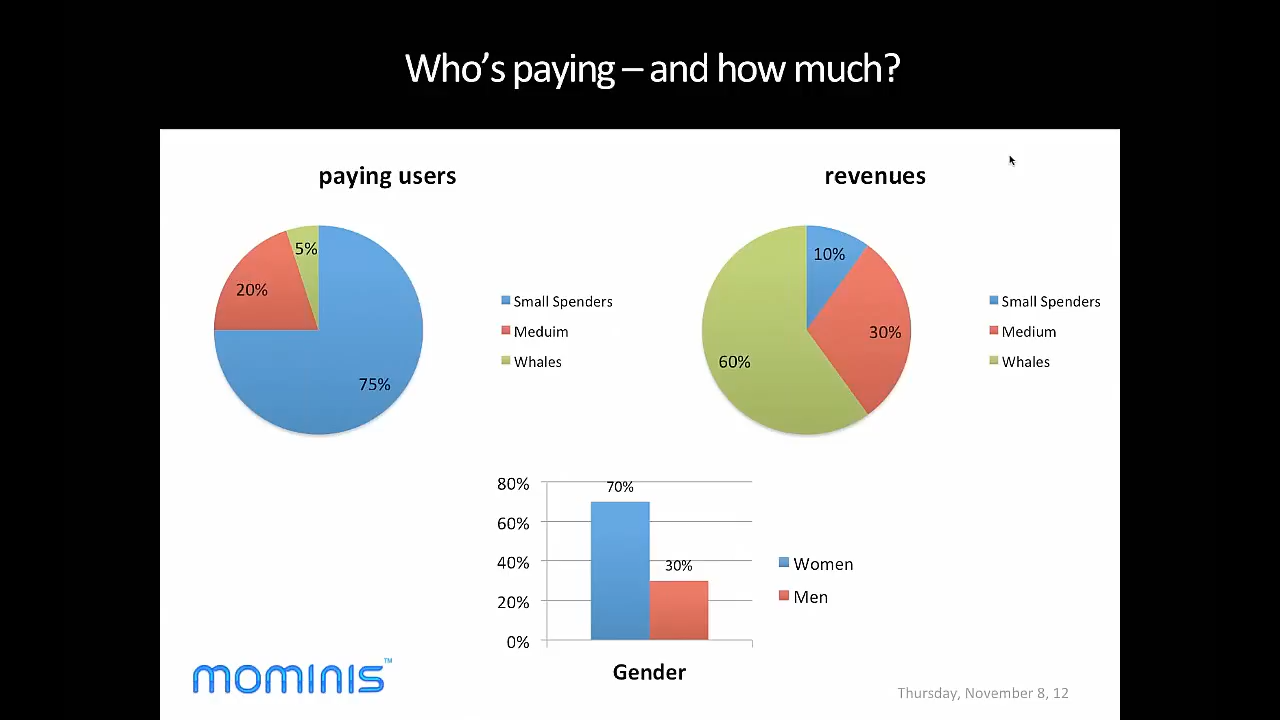 Who's paying – and how much?
paying users
5%
20%
75%
Small Spenders
Meduim
Whales
revenues
10%
30%
60%
Small Spenders
Medium
Whales
80%
60%
40%
20%
0%
70%
30%
Women
Men
Gender
mominis™
Thursday, November 8, 12